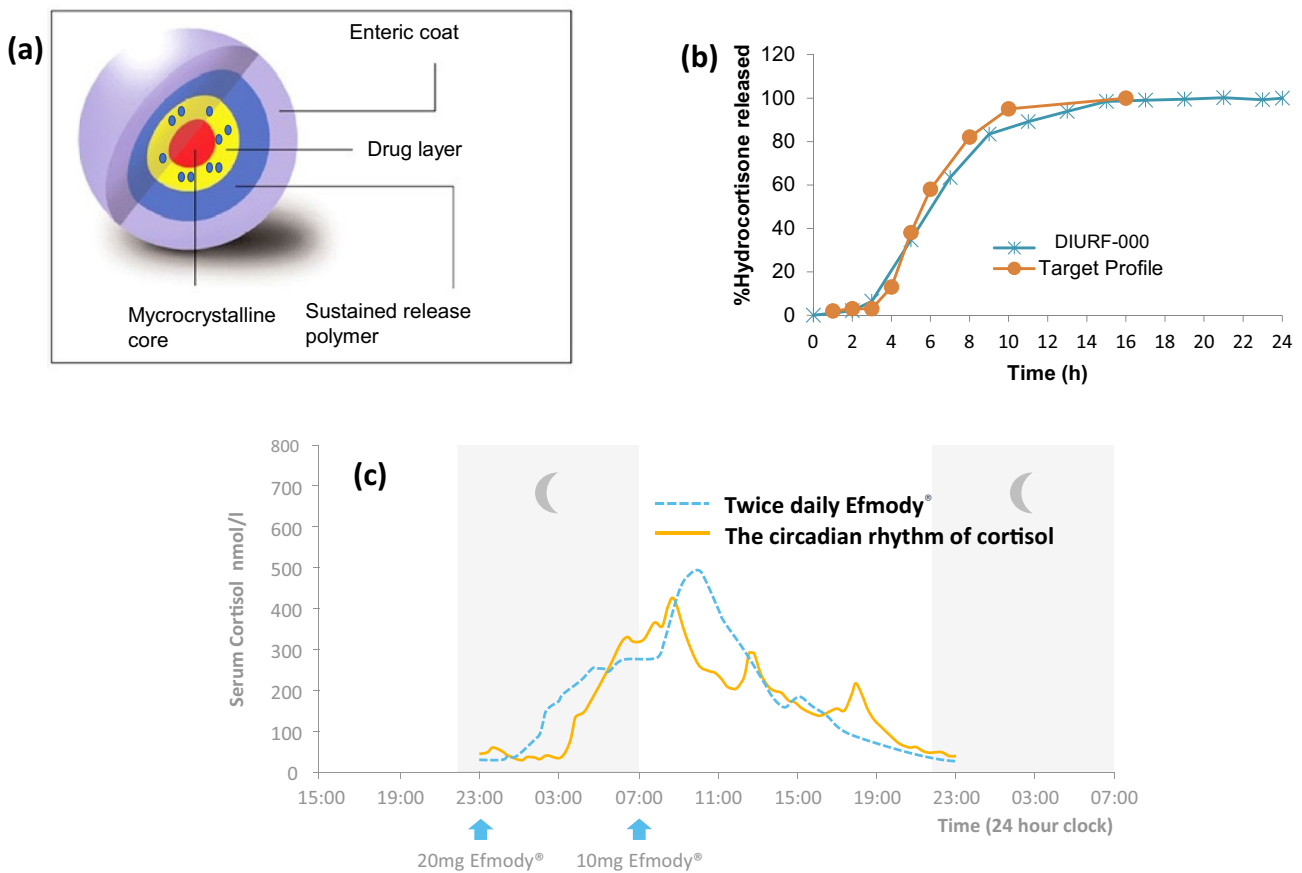 (a)
Enteric coat
Drug layer
Mycrocrystalline
core
Sustained release
polymer
(b)
%Hydrocortisone released
120
100
80
60
40
20
0
DIURF-000
Target Profile
0 2 4 6 8 10 12 14 16 18 20 22 24
Time (h)
(c)
Serum Cortisol nmol/l
800
700
600
500
400
300
200
100
0
Twice daily Efmody®
The circadian rhythm of cortisol
15:00 19:00 23:00 03:00 07:00 11:00 15:00 19:00 23:00 03:00 07:00
Time (24 hour clock)
20mg Efmody® 10mg Efmody®